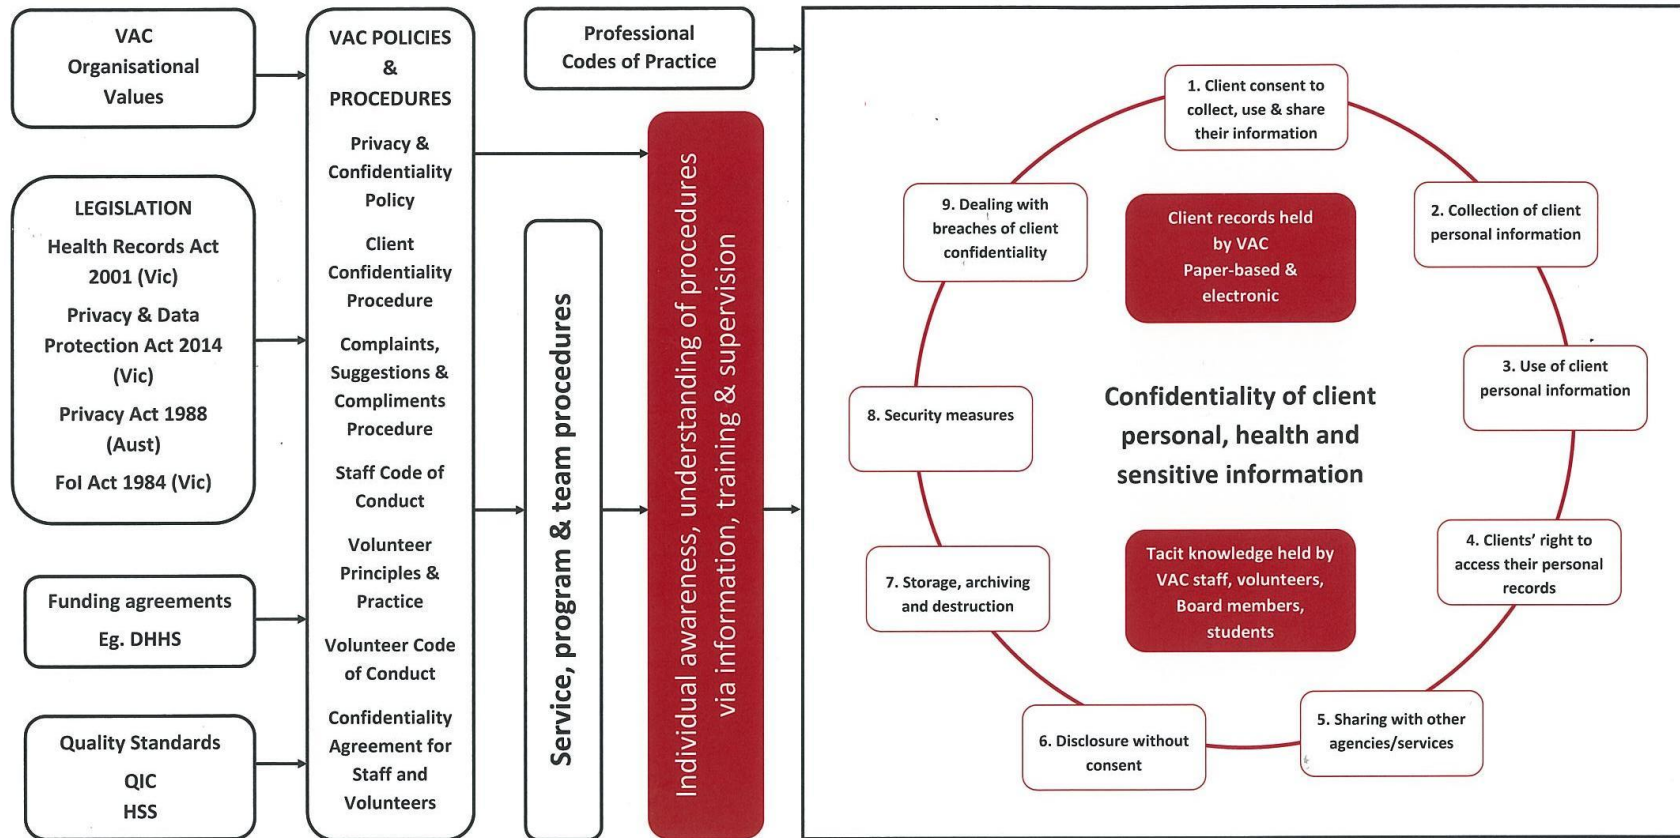 VAC
Organisational
Values
LEGISLATION
Health Records Act
2001 (Vic)
Privacy & Data
Protection Act 2014
(Vic)
Privacy Act 1988
(Aust)
FoI Act 1984 (Vic)
Funding agreements
Eg. DHHS
Quality Standards
QIC
HSS
VAC POLICIES
&
PROCEDURES
Privacy &
Confidentiality
Policy
Client
Confidentiality
Procedure
Complaints,
Suggestions &
Compliments
Procedure
Staff Code of
Conduct
Volunteer
Principles &
Practice
Volunteer Code
of Conduct
Confidentiality
Agreement for
Staff and
Volunteers
Professional
Codes of Practice
Service, program & team procedures
Individual awareness, understanding of procedures
via information, training & supervision
1. Client consent to
collect, use & share
their information
2. Collection of client
personal information
3. Use of client
personal information
4. Clients' right to
access their personal
records
5. Sharing with other
agencies/services
6. Disclosure without
consent
7. Storage, archiving
and destruction
8. Security measures
9. Dealing with
breaches of client
confidentiality
Client records held
by VAC
Paper-based &
electronic
Confidentiality of client
personal, health and
sensitive information
Tacit knowledge held by
VAC staff, volunteers,
Board members,
students